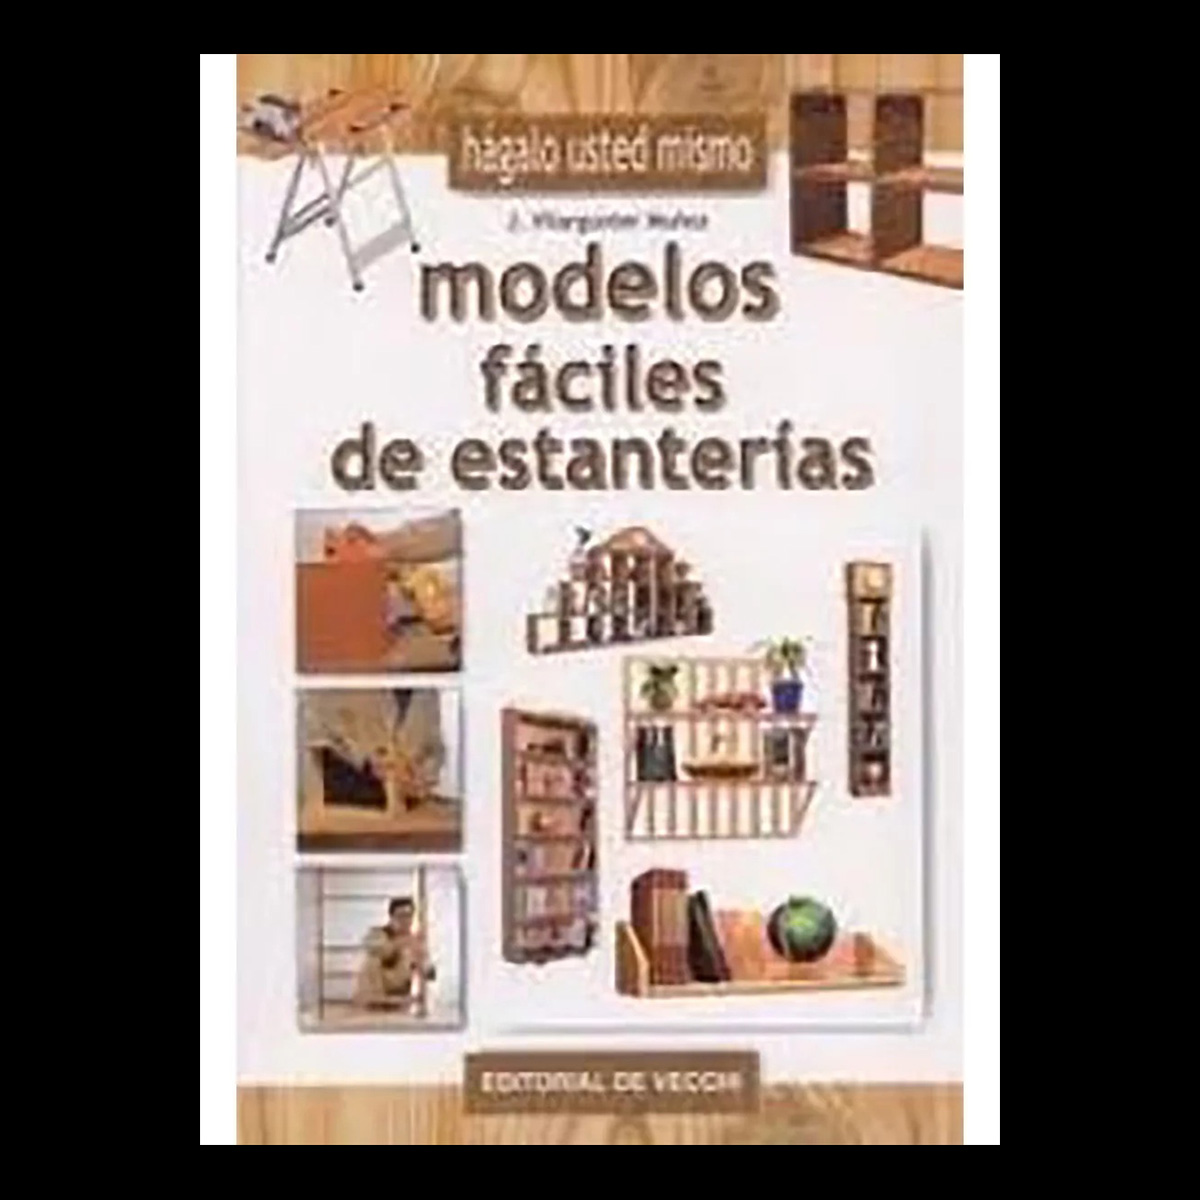 hágalo usted mismo
J.
modelos
fáciles
de estanterías
EDITORIAL DE VECCHI